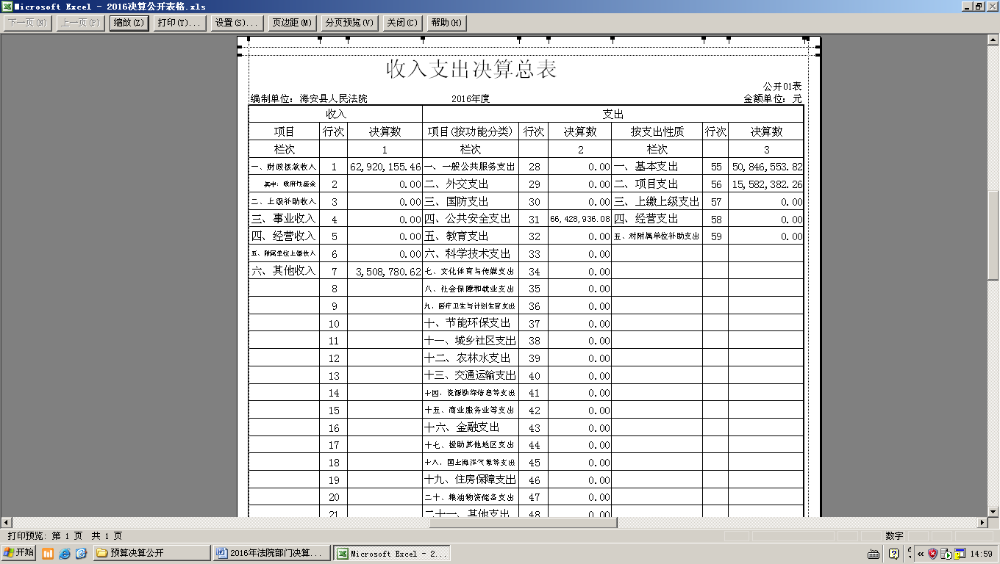 Microsoft Excel - 2016决算公开表格.xls
下一页(N) 上一页(P) 缩放(Z) 打印(T)... 设置(S)... 页边距(M) 分页预览(V) 关闭(C) 帮助(H)
收入支出决算总表
公开01表
编制单位：海安县人民法院 2016年度 金额单位：元
收入 支出
项目 行次 决算数 项目(按功能分类) 行次 决算数 按支出性质 行次 决算数
栏次 1 栏次 2 栏次 3
一、财政拨款收入 1 62,920,155.46 一、一般公共服务支出 28 0.00 一、基本支出 55 50,846,553.82
其中：政府性基金 2 0.00 二、外交支出 29 0.00 二、项目支出 56 15,582,382.26
二、上级补助收入 3 0.00 三、国防支出 30 0.00 三、上缴上级支出 57 0.00
三、事业收入 4 0.00 四、公共安全支出 31 66,428,936.08 四、经营支出 58 0.00
四、经营收入 5 0.00 五、教育支出 32 0.00 五、对附属单位补助支出 59 0.00
五、附属单位上缴收入 6 0.00 六、科学技术支出 33 0.00
六、其他收入 7 3,508,780.62 七、文化体育与传媒支出 34 0.00
8 八、社会保障和就业支出 35 0.00
9 九、医疗卫生与计划生育支出 36 0.00
10 十、节能环保支出 37 0.00
11 十一、城乡社区支出 38 0.00
12 十二、农林水支出 39 0.00
13 十三、交通运输支出 40 0.00
14 十四、资源勘探信息等支出 41 0.00
15 十五、商业服务业等支出 42 0.00
16 十六、金融支出 43 0.00
17 十七、援助其他地区支出 44 0.00
18 十八、国土海洋气象等支出 45 0.00
19 十九、住房保障支出 46 0.00
20 二十、粮油物资储备支出 47 0.00
21 二十一、其他支出 48 0.00
打印预览：第 1 页 共 1 页 数字
开始 预算决算公开 2016年法院部门决算... Microsoft Excel - 2... 14:59